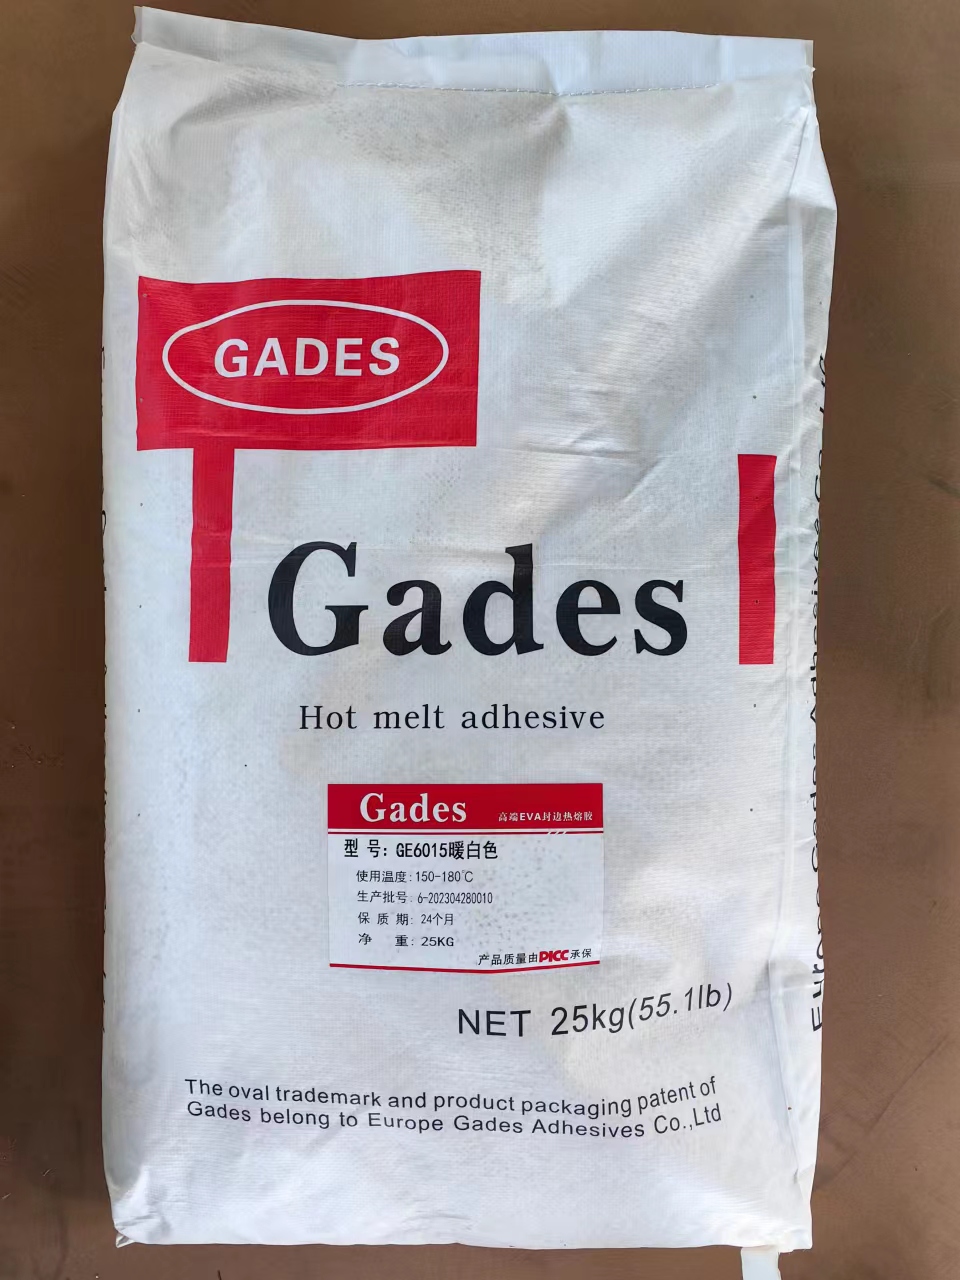 GADES
Gades
Hot melt adhesive
Gades 高端EVA封边热熔胶
型 号: GE6015暖白色
使用温度: 150-180℃
生产批号: 6-202304280010
保 质 期: 24个月
净 重: 25KG
产品质量由PICC承保
NET 25kg(55.1lb)
The oval trademark and product packaging patent of
Gades belong to Europe Gades Adhesives Co.,Ltd
Europe Gades Adhesives Co.,Ltd